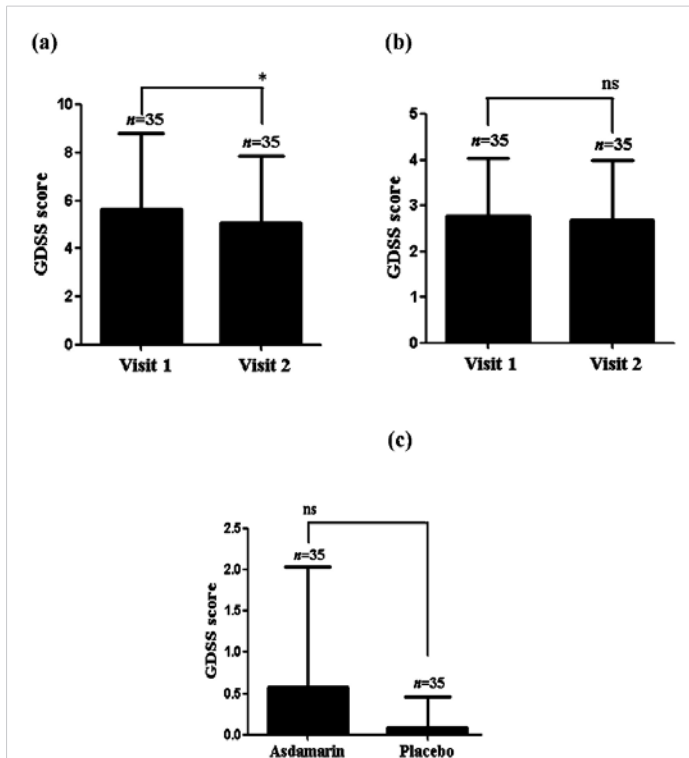 (a)
*
n=35
n=35
10
8
6
4
2
0
GDSS score
Visit 1
Visit 2
(b)
ns
n=35
n=35
5
4
3
2
1
0
GDSS score
Visit 1
Visit 2
(c)
ns
n=35
n=35
2.5
2.0
1.5
1.0
0.5
0.0
GDSS score
Asdamarin
Placebo